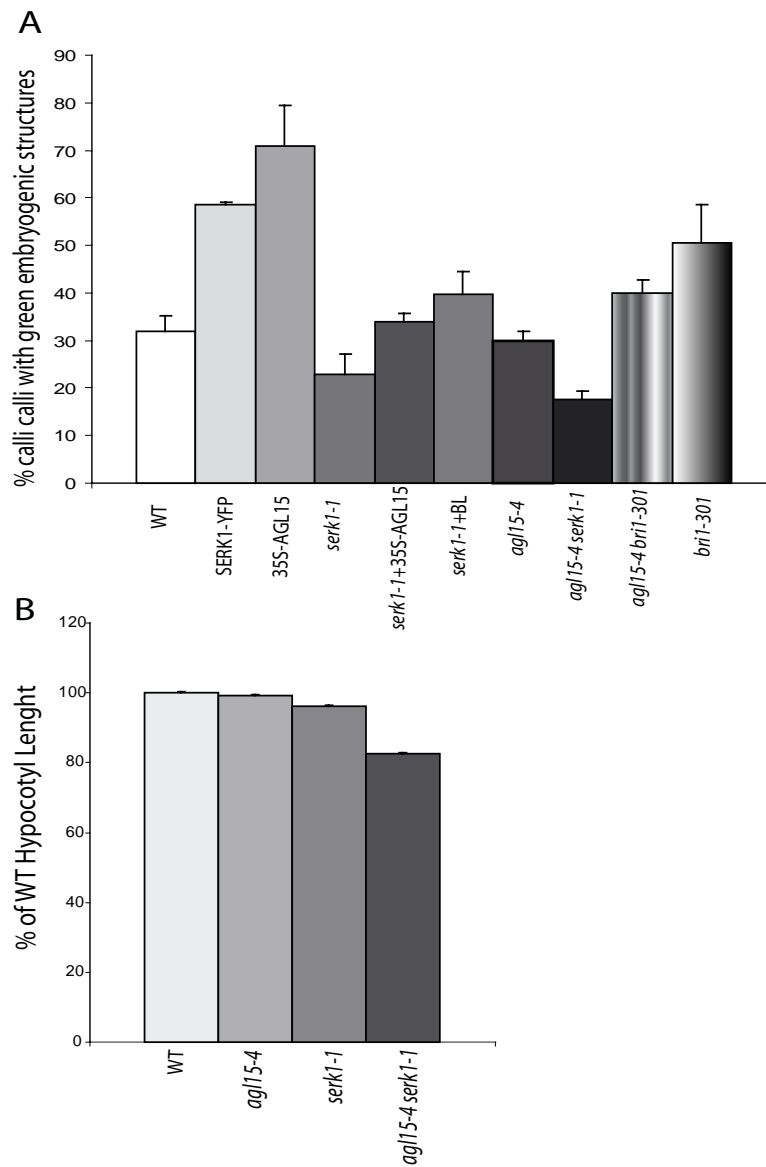 A
% calli calli with green embryogenic structures
90
80
70
60
50
40
30
20
10
0
WT
SERK1-YFP
35S-AGL15
serk1-1
serk1-1+35S-AGL15
serk1-1+BL
agl15-4
agl15-4 serk1-1
agl15-4 bri1-301
bri1-301
B
% of WT Hypocotyl Lenght
120
100
80
60
40
20
0
WT
agl15-4
serk1-1
agl15-4 serk1-1